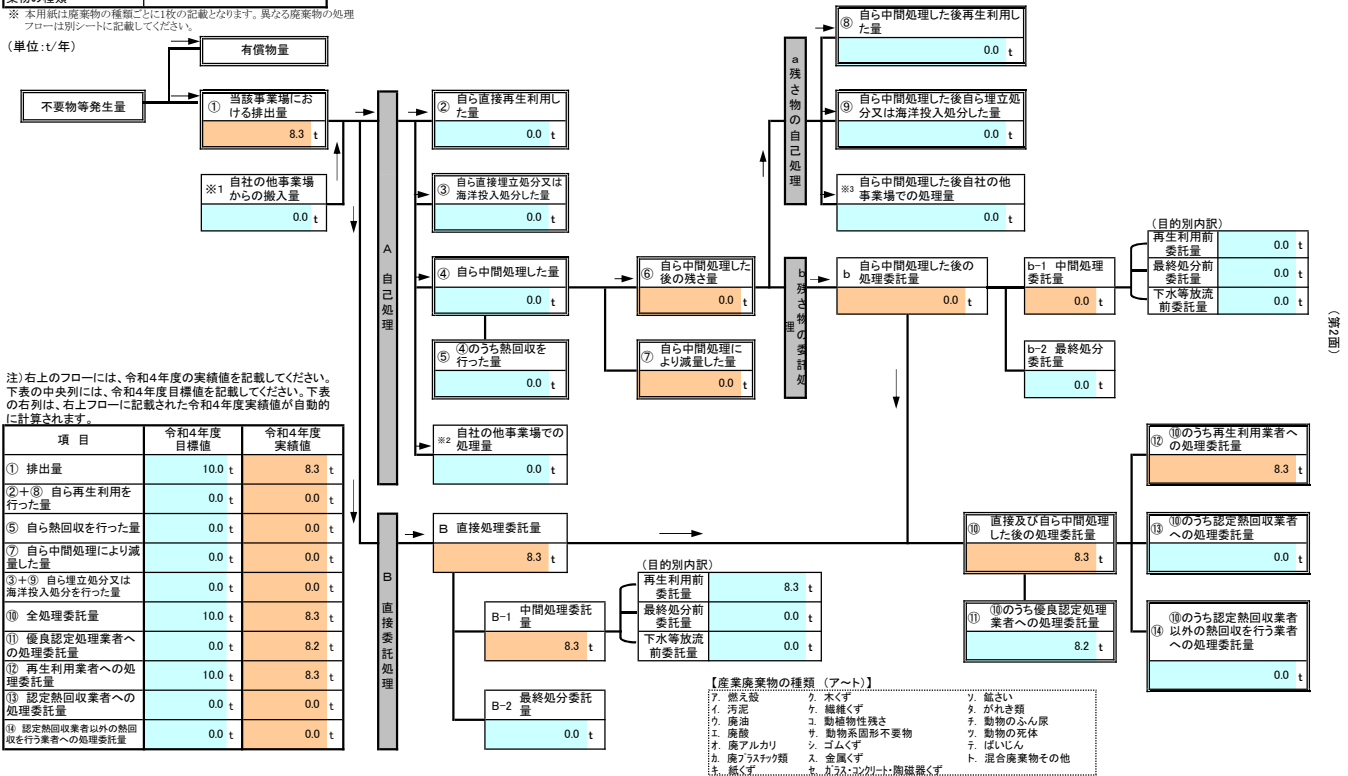 ※ 本用紙は廃棄物の種類ごとに1枚の記載となります。異なる廃棄物の処理
フローは別シートに記載してください。
(単位:t/年)
有償物量
不要物等発生量
① 当該事業場にお
ける排出量
8.3 t
※1 自社の他事業場
からの搬入量
0.0 t
A 自己処理
② 自ら直接再生利用し
た量
0.0 t
③ 自ら直接埋立処分又は
海洋投入処分した量
0.0 t
④ 自ら中間処理した量
0.0 t
⑤ ④のうち熱回収を
行った量
0.0 t
※2 自社の他事業場での
処理量
0.0 t
⑥ 自ら中間処理した
後の残さ量
0.0 t
⑦ 自ら中間処理によ
り減量した量
0.0 t
a 残さ物の自己処理
⑧ 自ら中間処理した後再生利用し
た量
0.0 t
⑨ 自ら中間処理した後自ら埋立処
分又は海洋投入処分した量
0.0 t
※3 自ら中間処理した後自社の他
事業場での処理量
0.0 t
b 残さ物の委託処理
b 自ら中間処理した後の
処理委託量
0.0 t
b-1 中間処理
委託量
0.0 t
b-2 最終処分
委託量
0.0 t
(目的別内訳)
再生利用前
委託量 0.0 t
最終処分前
委託量 0.0 t
下水等放流
前委託量 0.0 t
(第2面)
注)右上のフローには、令和4年度の実績値を記載してください。
下表の中央列には、令和4年度目標値を記載してください。下表
の右列は、右上フローに記載された令和4年度実績値が自動的
に計算されます。
項 目 令和4年度
目標値 令和4年度
実績値
① 排出量 10.0 t 8.3 t
②+⑧ 自ら再生利用を
行った量 0.0 t 0.0 t
⑤ 自ら熱回収を行った量 0.0 t 0.0 t
⑦ 自ら中間処理により減
量した量 0.0 t 0.0 t
③+⑨ 自ら埋立処分又は
海洋投入処分を行った量 0.0 t 0.0 t
⑩ 全処理委託量 10.0 t 8.3 t
⑪ 優良認定処理業者へ
の処理委託量 0.0 t 8.2 t
⑫ 再生利用業者への処
理委託量 10.0 t 8.3 t
⑬ 認定熱回収業者への
処理委託量 0.0 t 0.0 t
⑭ 認定熱回収業者以外の熱回
収を行う業者への処理委託量 0.0 t 0.0 t
B 直接委託処理
B 直接処理委託量
8.3 t
B-1 中間処理委託
量
8.3 t
B-2 最終処分委託
量
0.0 t
(目的別内訳)
再生利用前
委託量 8.3 t
最終処分前
委託量 0.0 t
下水等放流
前委託量 0.0 t
⑩ 直接及び自ら中間処理
した後の処理委託量
8.3 t
⑪ ⑩のうち優良認定処理
業者への処理委託量
8.2 t
⑫ ⑩のうち再生利用業者へ
の処理委託量
8.3 t
⑬ ⑩のうち認定熱回収業者
への処理委託量
0.0 t
⑭ ⑩のうち認定熱回収業者
以外の熱回収を行う業者
への処理委託量
0.0 t
【産業廃棄物の種類 (ア~ト)】
ア. 燃え殻
イ. 汚泥
ウ. 廃油
エ. 廃酸
オ. 廃アルカリ
カ. 廃プラスチック類
キ. 紙くず
ク. 木くず
ケ. 繊維くず
コ. 動植物性残さ
サ. 動物系固形不要物
シ. ゴムくず
ス. 金属くず
セ. ガラス・コンクリート・陶磁器くず
ソ. 鉱さい
タ. がれき類
チ. 動物のふん尿
ツ. 動物の死体
テ. ばいじん
ト. 混合廃棄物その他